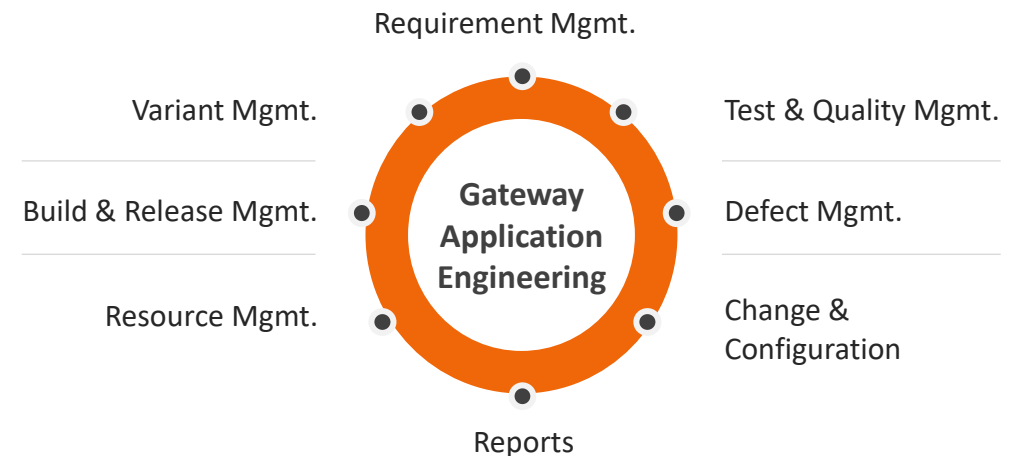 Requirement Mgmt.
Variant Mgmt.
Test & Quality Mgmt.
Build & Release Mgmt.
Gateway
Application
Engineering
Defect Mgmt.
Resource Mgmt.
Change &
Configuration
Reports